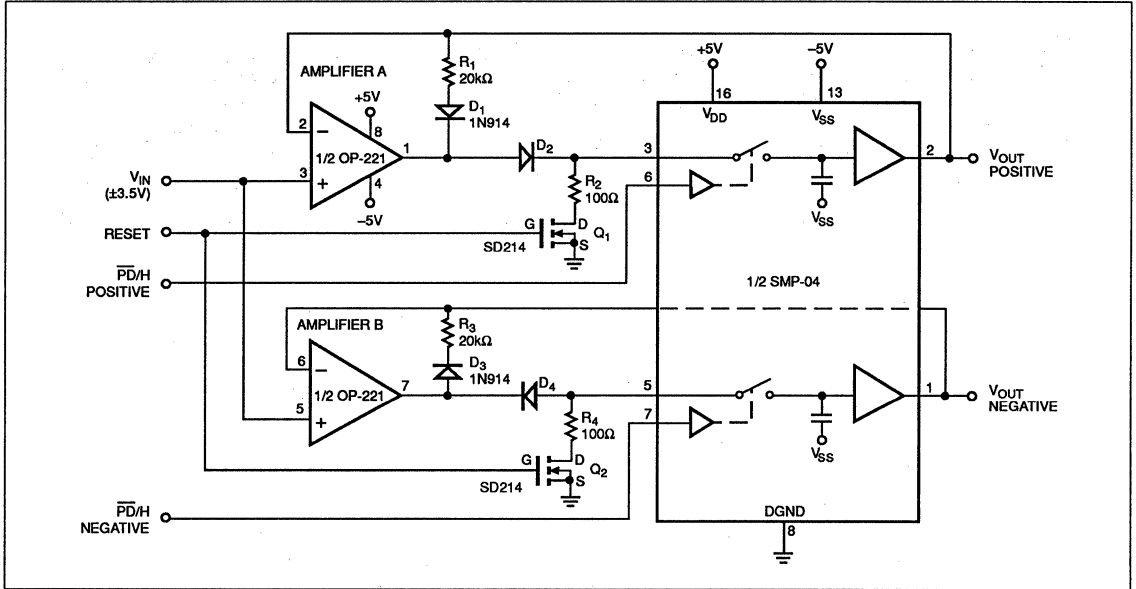 +5V
−5V
R1
20kΩ
AMPLIFIER A
16
13
D1
1N914
VDD
VSS
+5V
2
−
8
D2
1/2 OP-221
1
3
2
VOUT
POSITIVE
VIN
(±3.5V)
3
+
4
6
R2
100Ω
VSS
−5V
G
D
RESET
Q1
SD214
S
PD/H
POSITIVE
1/2 SMP-04
AMPLIFIER B
R3
20kΩ
6
−
D3
1N914
D4
1/2 OP-221
7
5
1
VOUT
NEGATIVE
5
+
7
R4
100Ω
VSS
G
D
Q2
SD214
S
PD/H
NEGATIVE
DGND
8